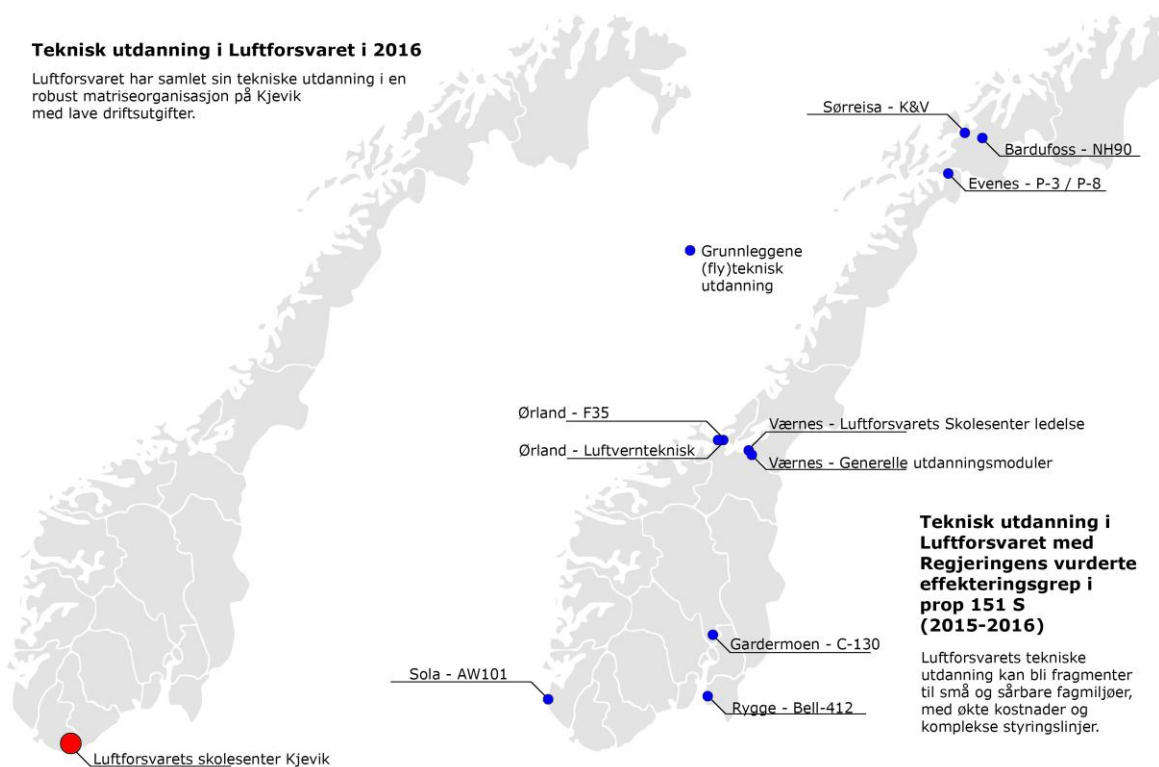 Teknisk utdanning i Luftforsvaret i 2016
Luftforsvaret har samlet sin tekniske utdanning i en
robust matriseorganisasjon på Kjevik
med lave driftsutgifter.
Luftforsvarets skolesenter Kjevik
Sørreisa - K&V
Bardufoss - NH90
Evenes - P-3 / P-8
Grunnleggene
(fly)teknisk
utdanning
Ørland - F35
Ørland - Luftvernteknisk
Værnes - Luftforsvarets Skolesenter ledelse
Værnes - Generelle utdanningsmoduler
Gardermoen - C-130
Sola - AW101
Rygge - Bell-412
Teknisk utdanning i
Luftforsvaret med
Regjeringens vurderte
effekteringsgrep i
prop 151 S
(2015-2016)
Luftforsvarets tekniske
utdanning kan bli fragmenter
til små og sårbare fagmiljøer,
med økte kostnader og
komplekse styringslinjer.